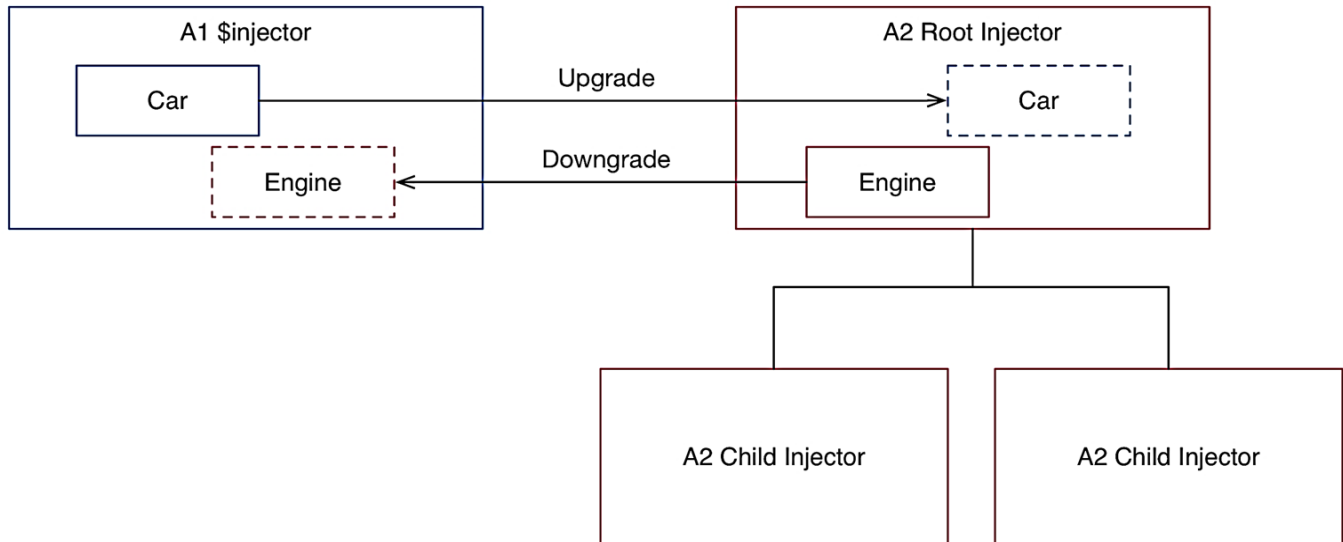 A1 $injector
A2 Root Injector
Car
Upgrade
Car
Engine
Downgrade
Engine
A2 Child Injector
A2 Child Injector